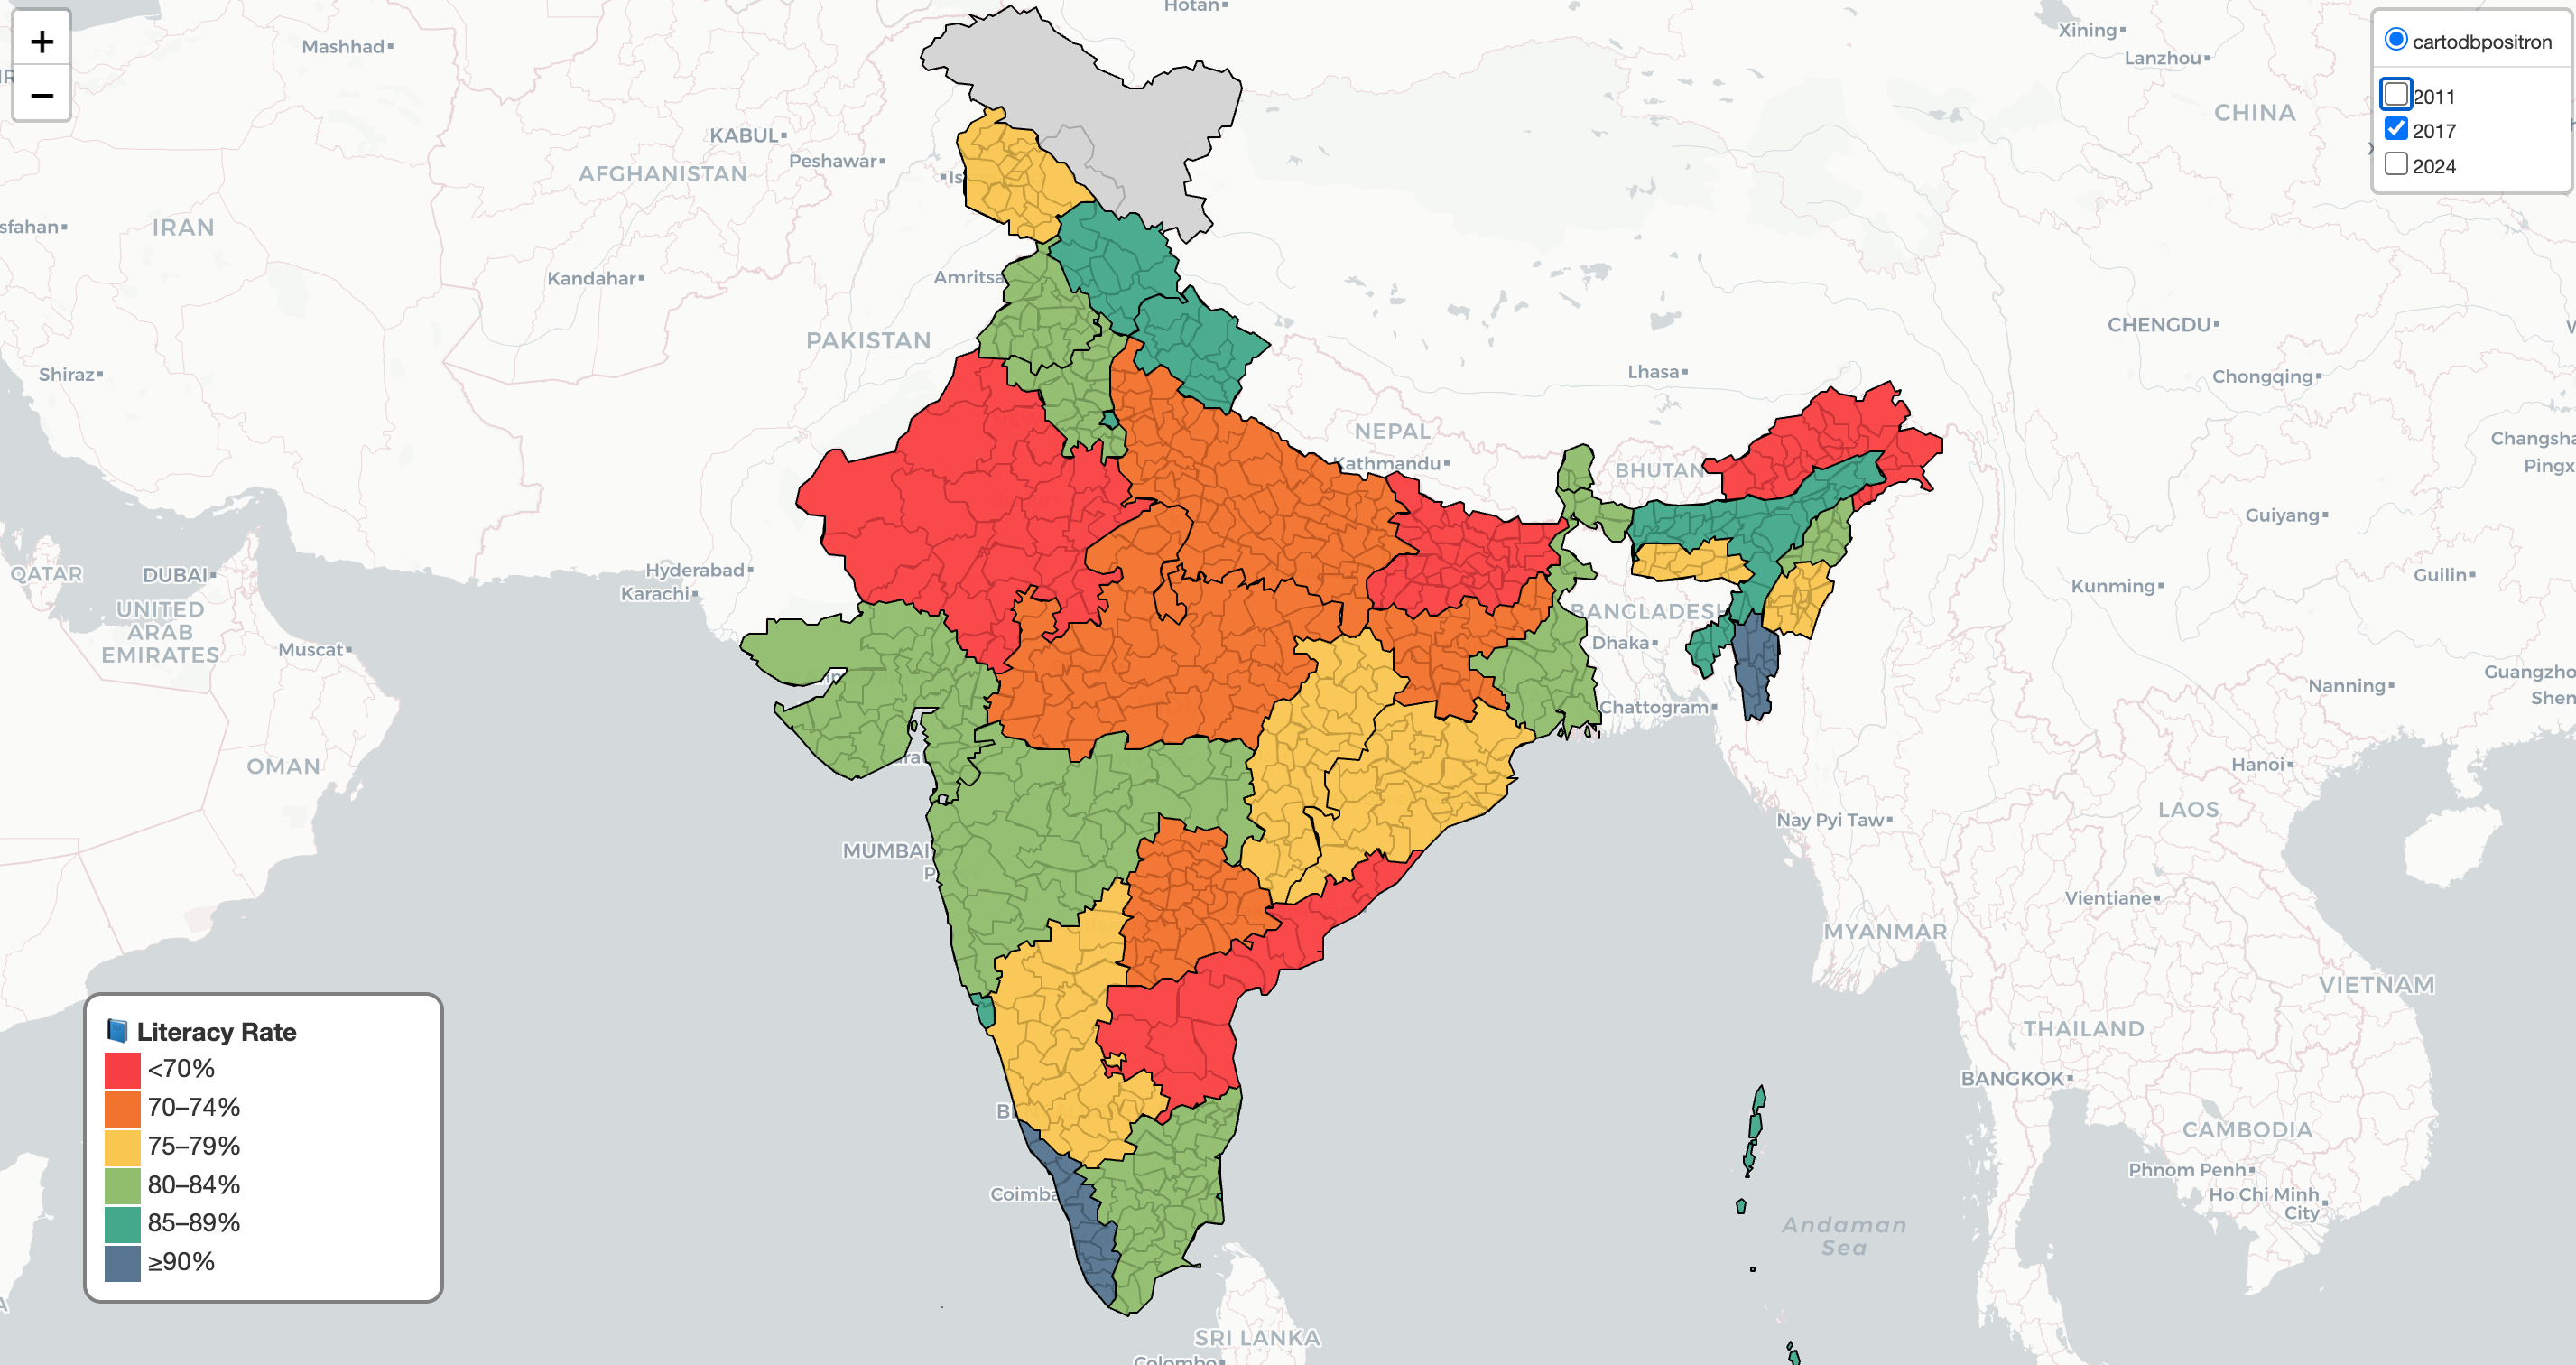 +
−
cartodbpositron
2011
2017
2024
Hotan
Xining
Lanzhou
Mashhad
CHINA
KABUL
Peshawar
AFGHANISTAN
Is
IRAN
sfahan
Kandahar
Amritsa
PAKISTAN
CHENGDU
Shiraz
Lhasa
Chongqing
NEPAL
Kathmandu
BHUTAN
Changsha
Pingx
Guiyang
Hyderabad
Karachi
QATAR
DUBAI
Guilin
Kunming
UNITED
ARAB
EMIRATES
BANGLADESH
Dhaka
Muscat
Guangzho
Shen
Nanning
Chattogram
OMAN
Hanoi
LAOS
Nay Pyi Taw
MUMBAI
P
Vientiane
MYANMAR
VIETNAM
THAILAND
BANGKOK
CAMBODIA
Phnom Penh
Ho Chi Minh
City
Coimba
Andaman
Sea
SRI LANKA
Colombo
Literacy Rate
<70%
70–74%
75–79%
80–84%
85–89%
≥90%